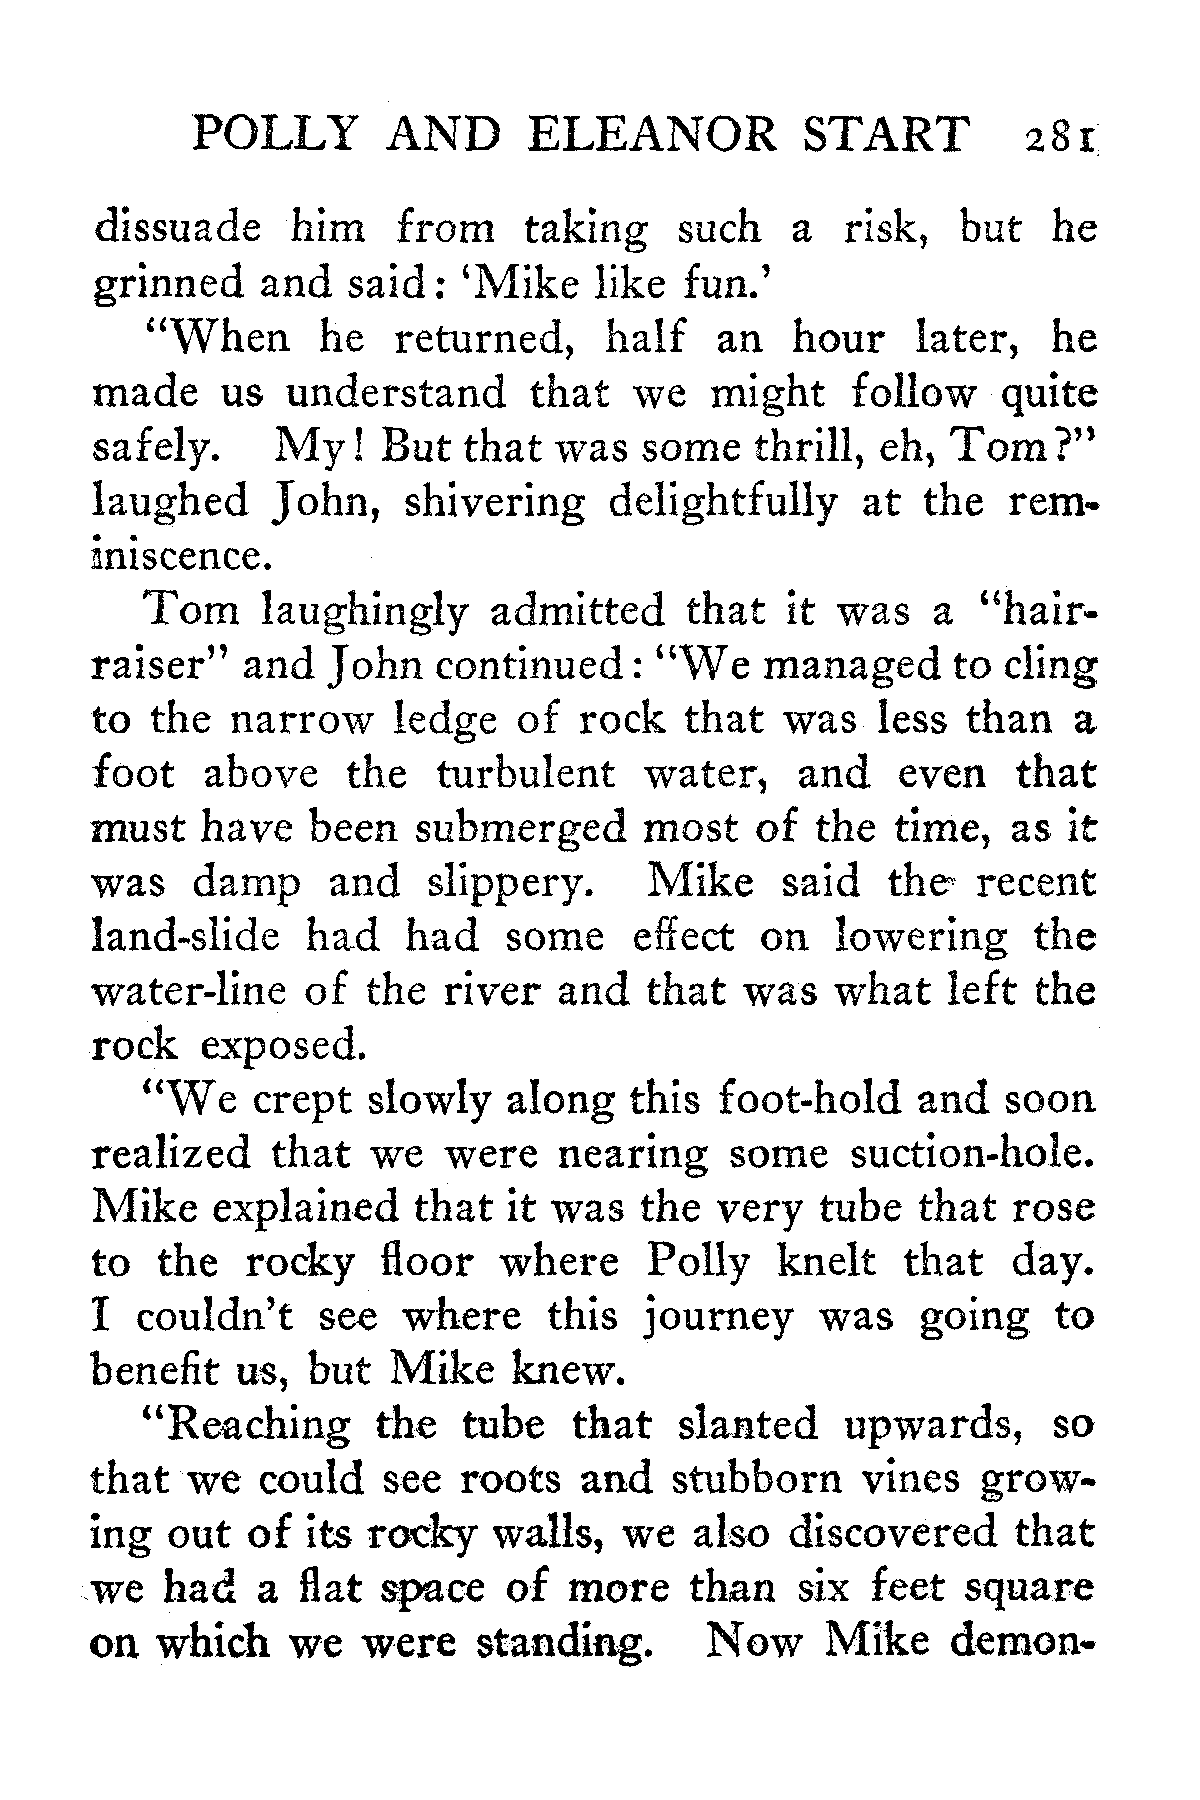 POLLY AND ELEANOR START 281
dissuade him from taking such a risk, but he
grinned and said: ‘Mike like fun.’
“When he returned, half an hour later, he
made us understand that we might follow quite
safely. My! But that was some thrill, eh, Tom?”
laughed John, shivering delightfully at the rem-
iniscence.
Tom laughingly admitted that it was a “hair-
raiser” and John continued: “We managed to cling
to the narrow ledge of rock that was less than a
foot above the turbulent water, and even that
must have been submerged most of the time, as it
was damp and slippery. Mike said the recent
land-slide had had some effect on lowering the
water-line of the river and that was what left the
rock exposed.
“We crept slowly along this foot-hold and soon
realized that we were nearing some suction-hole.
Mike explained that it was the very tube that rose
to the rocky floor where Polly knelt that day.
I couldn’t see where this journey was going to
benefit us, but Mike knew.
“Reaching the tube that slanted upwards, so
that we could see roots and stubborn vines grow-
ing out of its rocky walls, we also discovered that
we had a flat space of more than six feet square
on which we were standing. Now Mike demon-